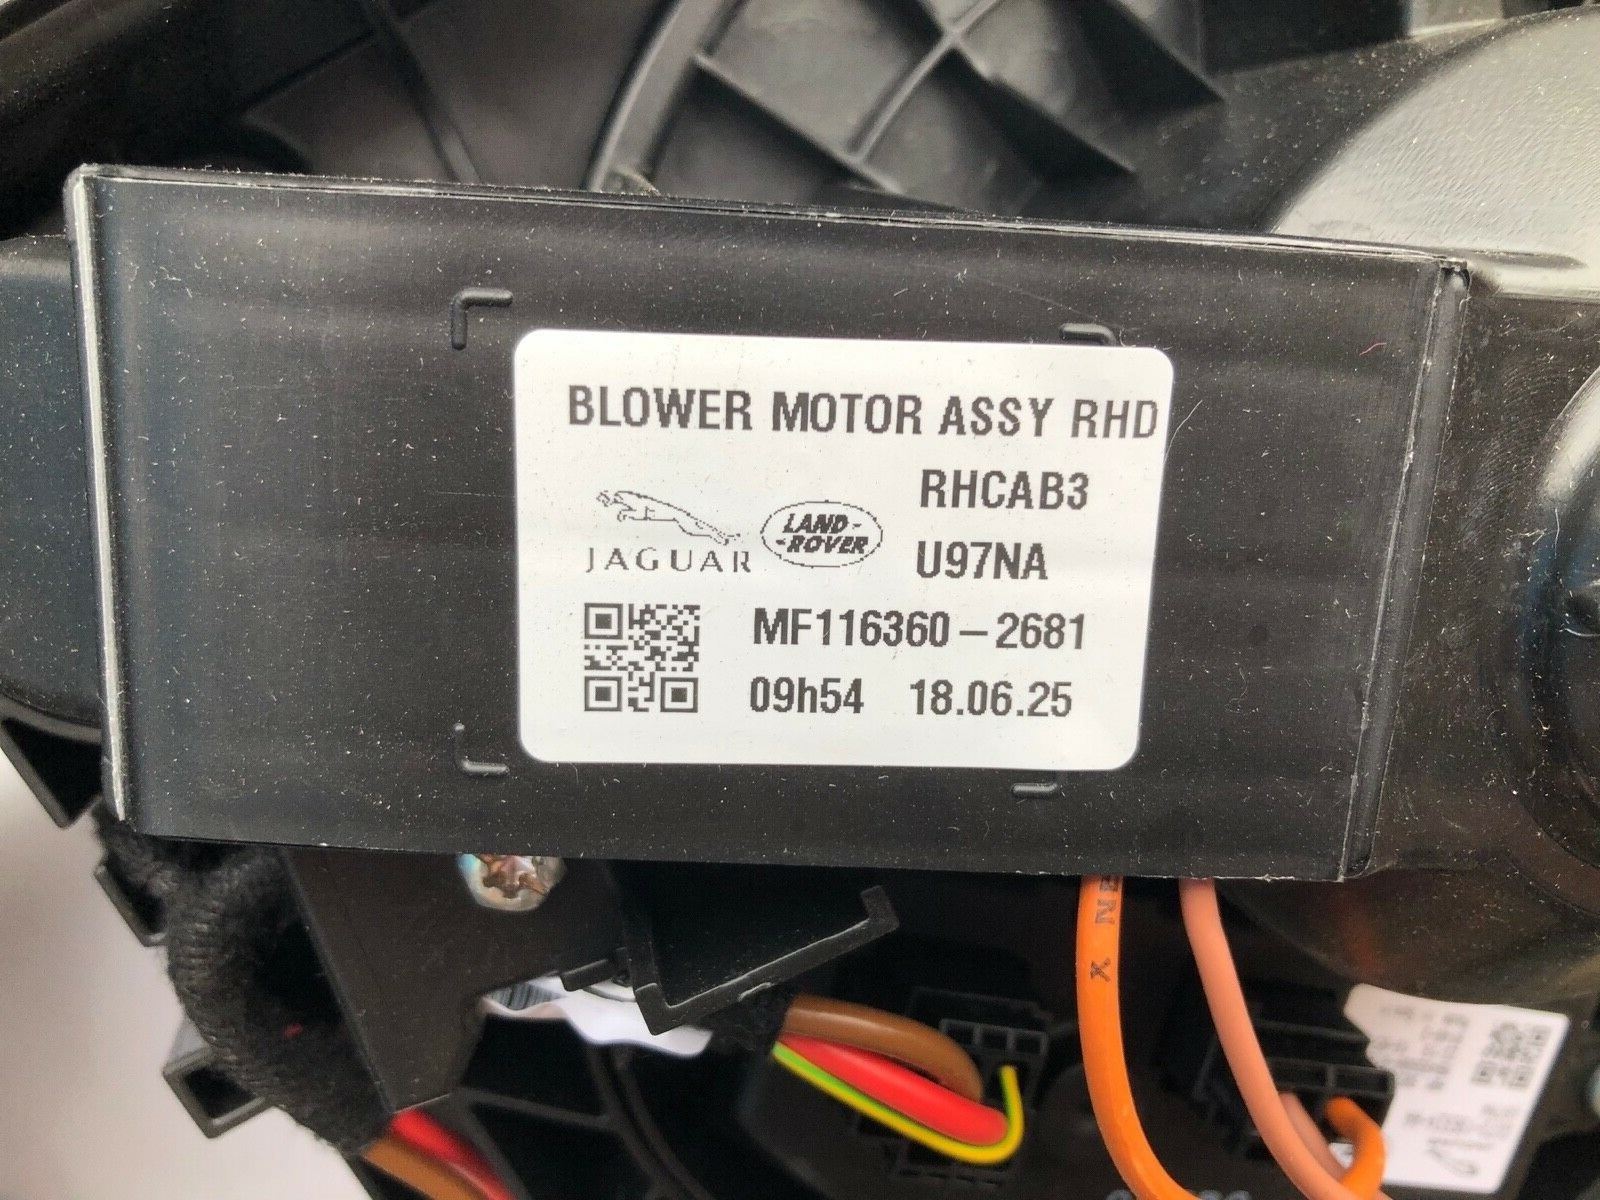 BLOWER MOTOR ASSY RHD
RHCAB3
JAGUAR
LAND-
-ROVER
U97NA
MF116360-2681
09h54 18.06.25